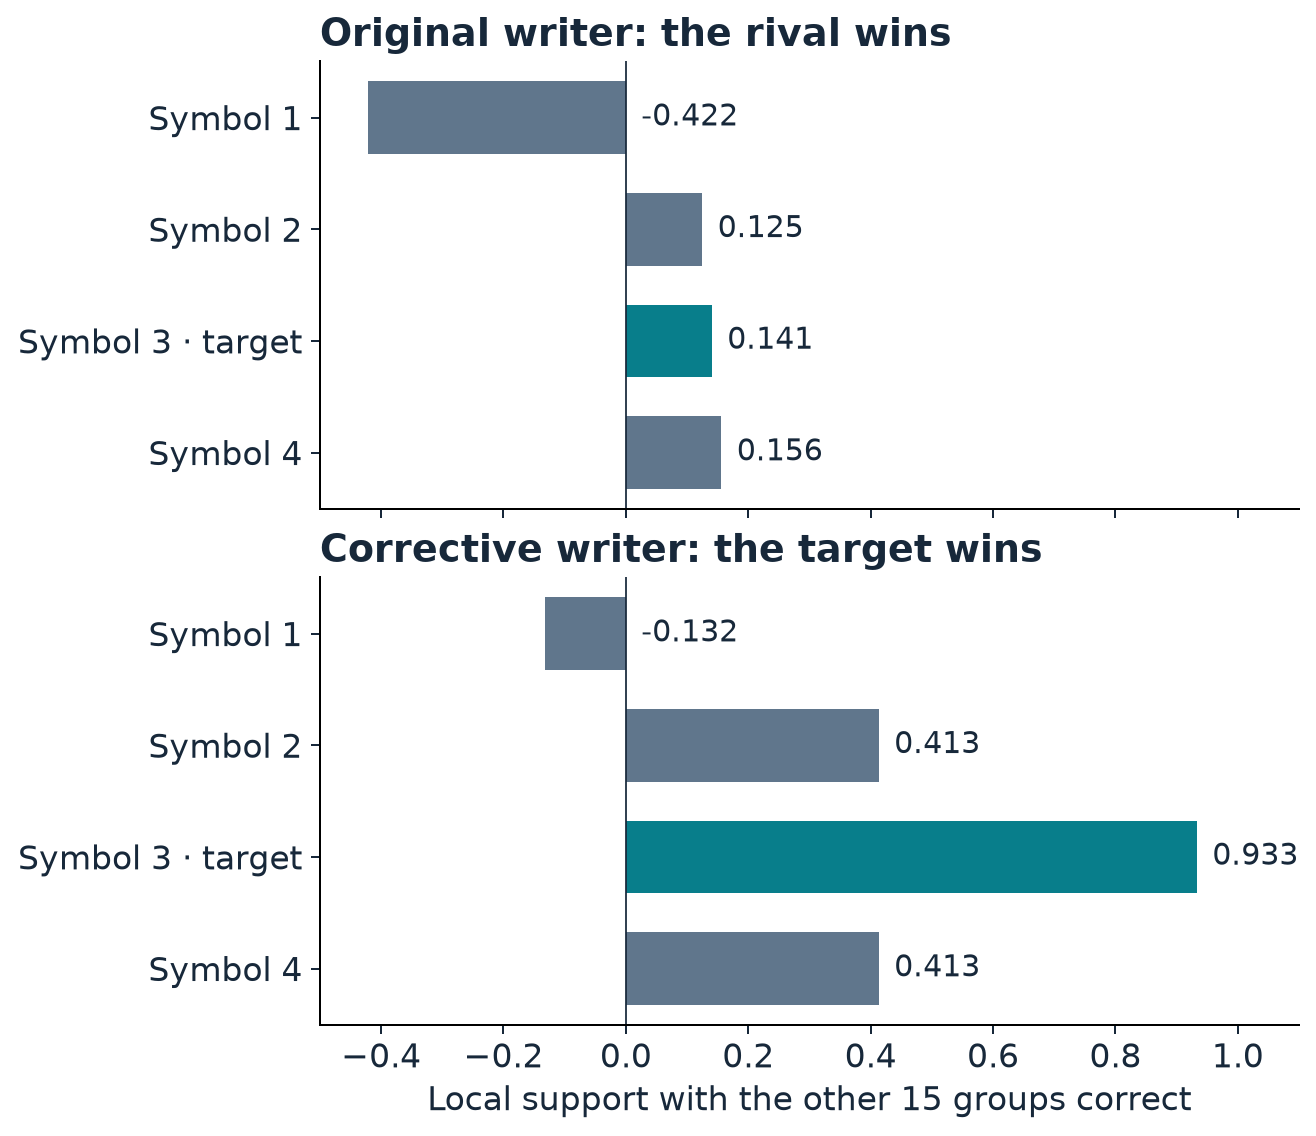 Original writer: the rival wins
Symbol 1
-0.422
Symbol 2
0.125
Symbol 3 · target
0.141
Symbol 4
0.156
Corrective writer: the target wins
Symbol 1
-0.132
Symbol 2
0.413
Symbol 3 · target
0.933
Symbol 4
0.413
−0.4 −0.2 0.0 0.2 0.4 0.6 0.8 1.0
Local support with the other 15 groups correct